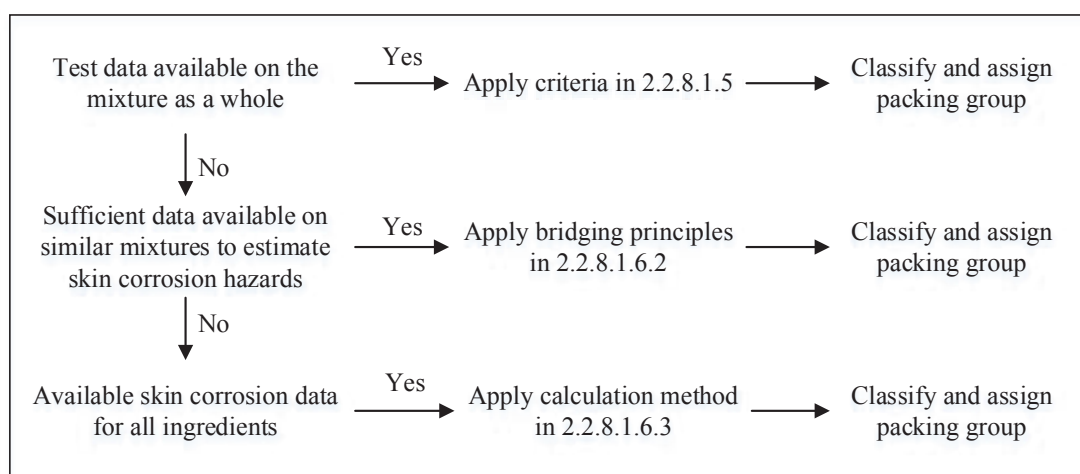 Test data available on the
mixture as a whole
Yes
Apply criteria in 2.2.8.1.5
Classify and assign
packing group
No
Sufficient data available on
similar mixtures to estimate
skin corrosion hazards
Yes
Apply bridging principles
in 2.2.8.1.6.2
Classify and assign
packing group
No
Available skin corrosion data
for all ingredients
Yes
Apply calculation method
in 2.2.8.1.6.3
Classify and assign
packing group